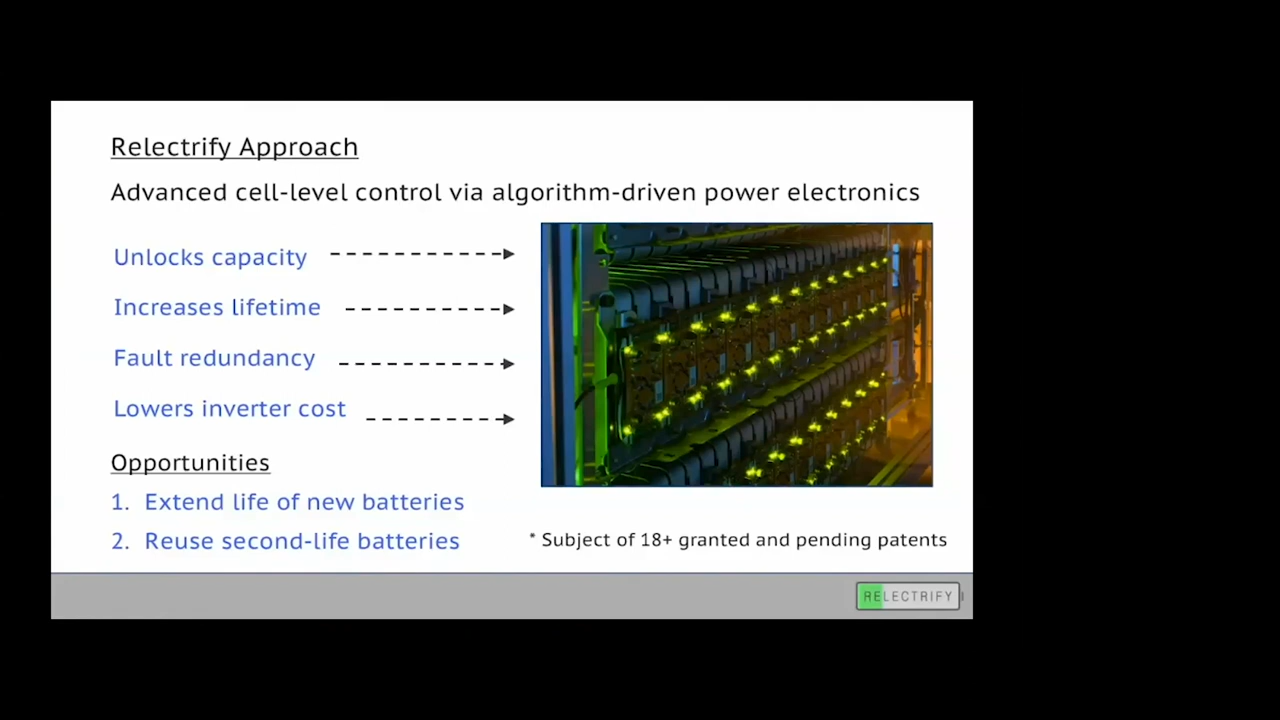 Relectrify Approach
Advanced cell-level control via algorithm-driven power electronics
Unlocks capacity
Increases lifetime
Fault redundancy
Lowers inverter cost
Opportunities
1. Extend life of new batteries
2. Reuse second-life batteries
* Subject of 18+ granted and pending patents
RELECTRIFY